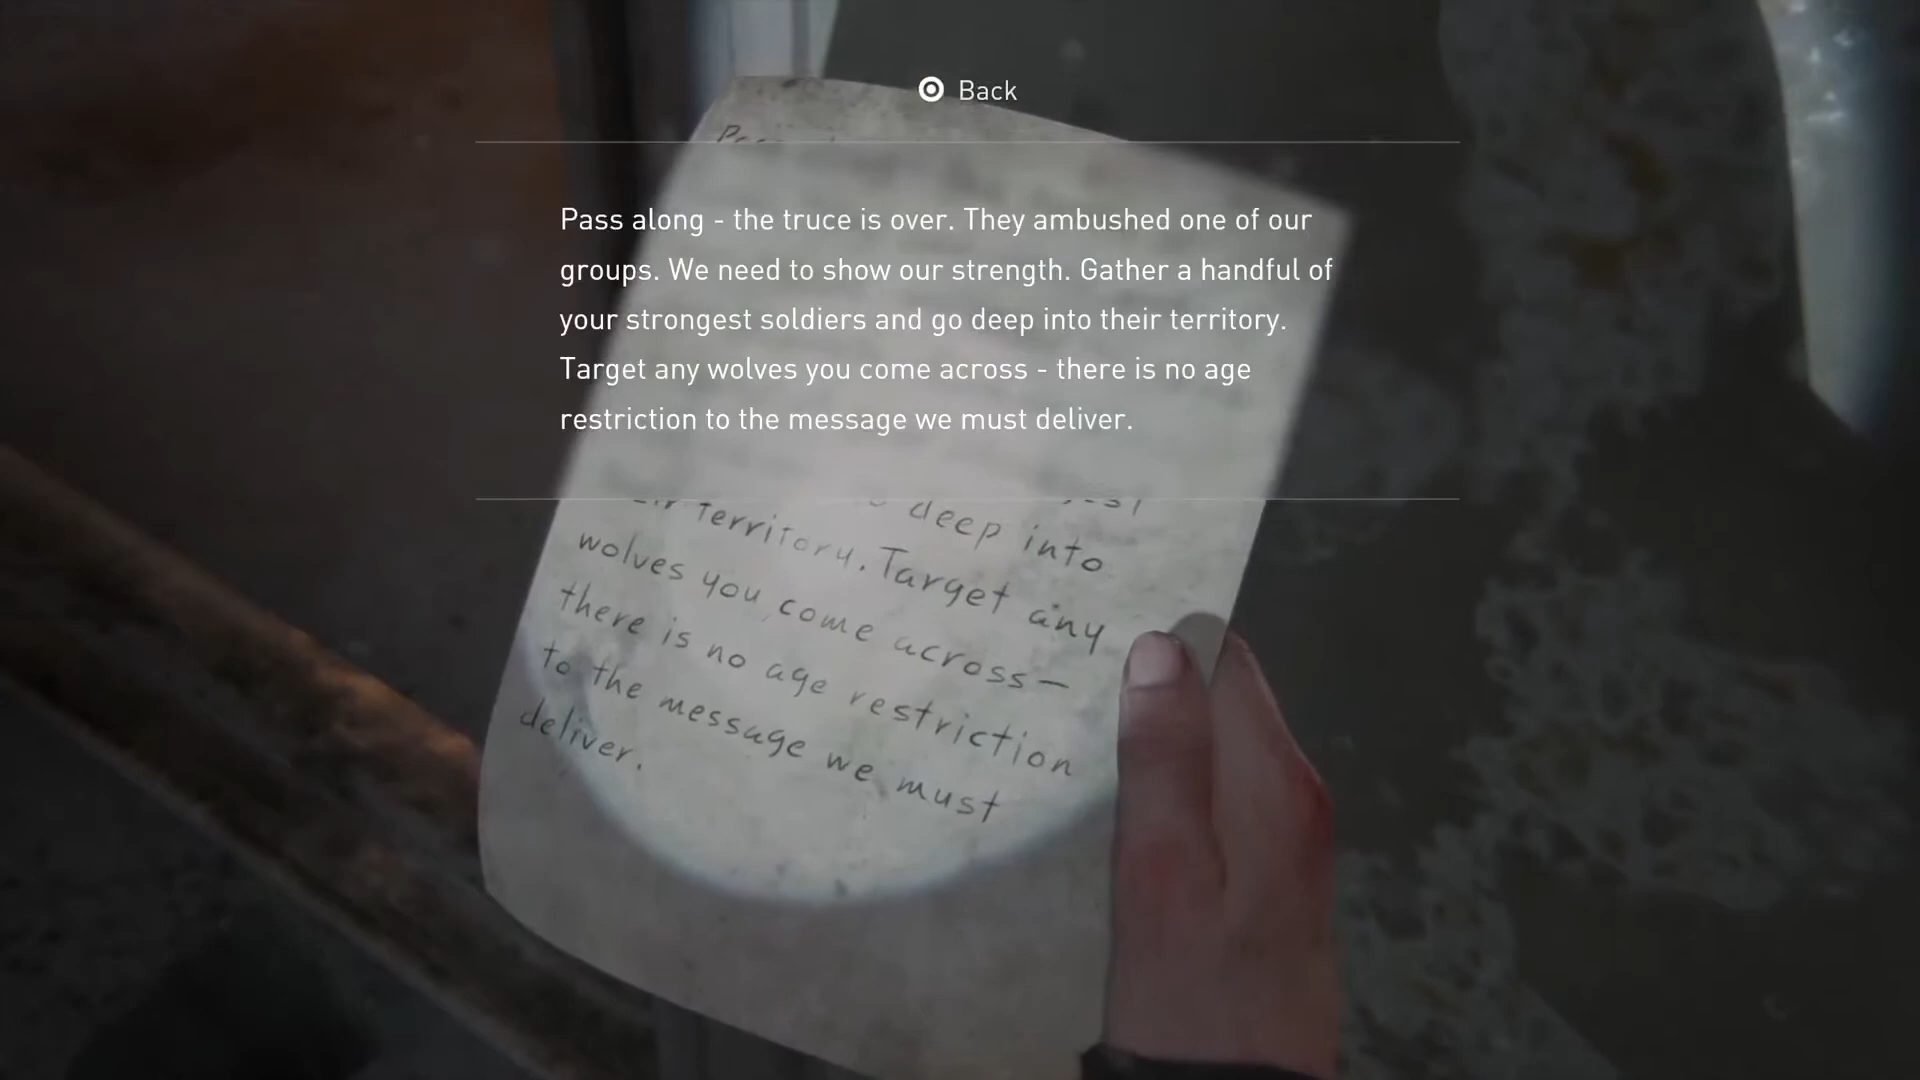 Back
Pass along - the truce is over. They ambushed one of our
groups. We need to show our strength. Gather a handful of
your strongest soldiers and go deep into their territory.
Target any wolves you come across - there is no age
restriction to the message we must deliver.
deep into
territory. Target any
wolves you come across—
there is no age restriction
to the message we must
deliver.